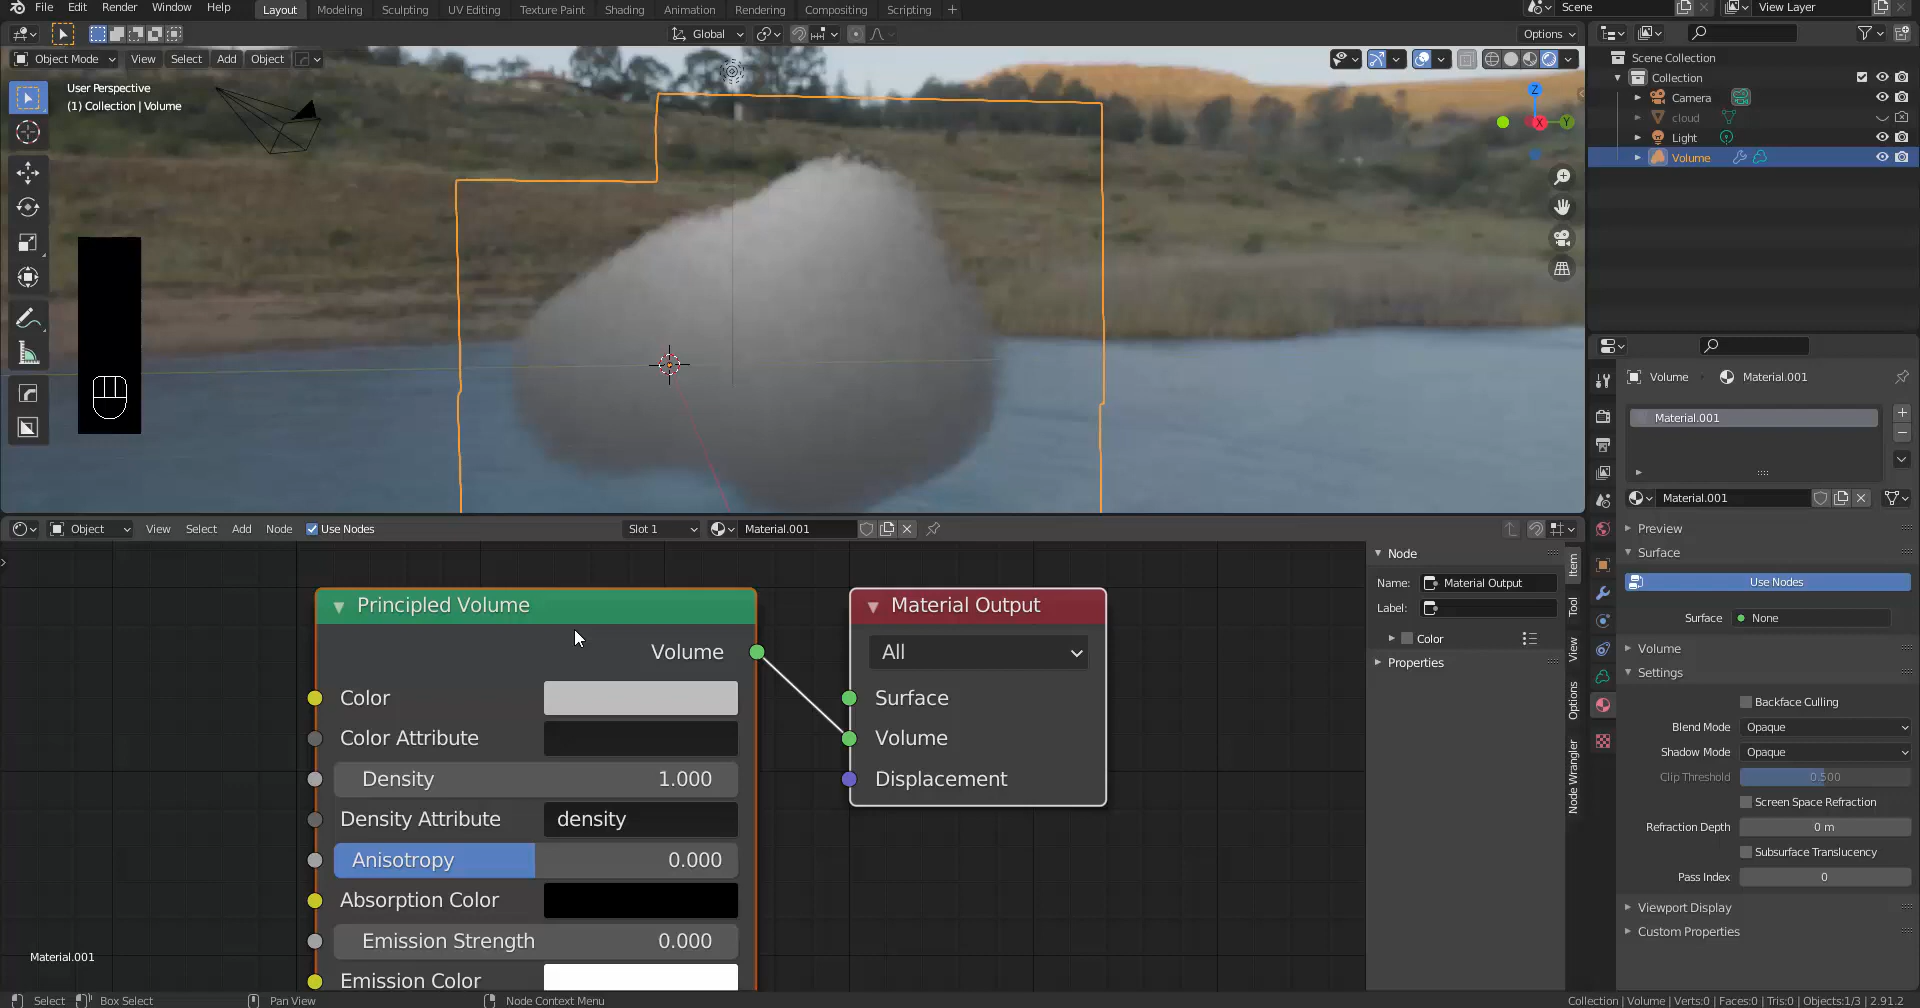 File Edit Render Window Help Layout Modeling Sculpting UV Editing Texture Paint Shading Animation Rendering Compositing Scripting + Scene View Layer
Global Options
Object Mode View Select Add Object
User Perspective
(1) Collection | Volume
Z
X
Y
Scene Collection
Collection
Camera
cloud
Light
Volume
Object View Select Add Node Use Nodes Slot 1 Material.001
Principled Volume
Volume
Color
Color Attribute
Density 1.000
Density Attribute density
Anisotropy 0.000
Absorption Color
Emission Strength 0.000
Emission Color
Material Output
All
Surface
Volume
Displacement
Material.001
Node
Name: Material Output
Label:
Color
Properties
Item
Tool
View
Options
Node Wrangler
Volume Material.001
Material.001
Material.001
Preview
Surface
Use Nodes
Surface None
Volume
Settings
Backface Culling
Blend Mode Opaque
Shadow Mode Opaque
Clip Threshold 0.500
Screen Space Refraction
Refraction Depth 0 m
Subsurface Translucency
Pass Index 0
Viewport Display
Custom Properties
Select Box Select Pan View Node Context Menu Collection | Volume | Verts:0 | Faces:0 | Tris:0 | Objects:1/3 | 2.91.2